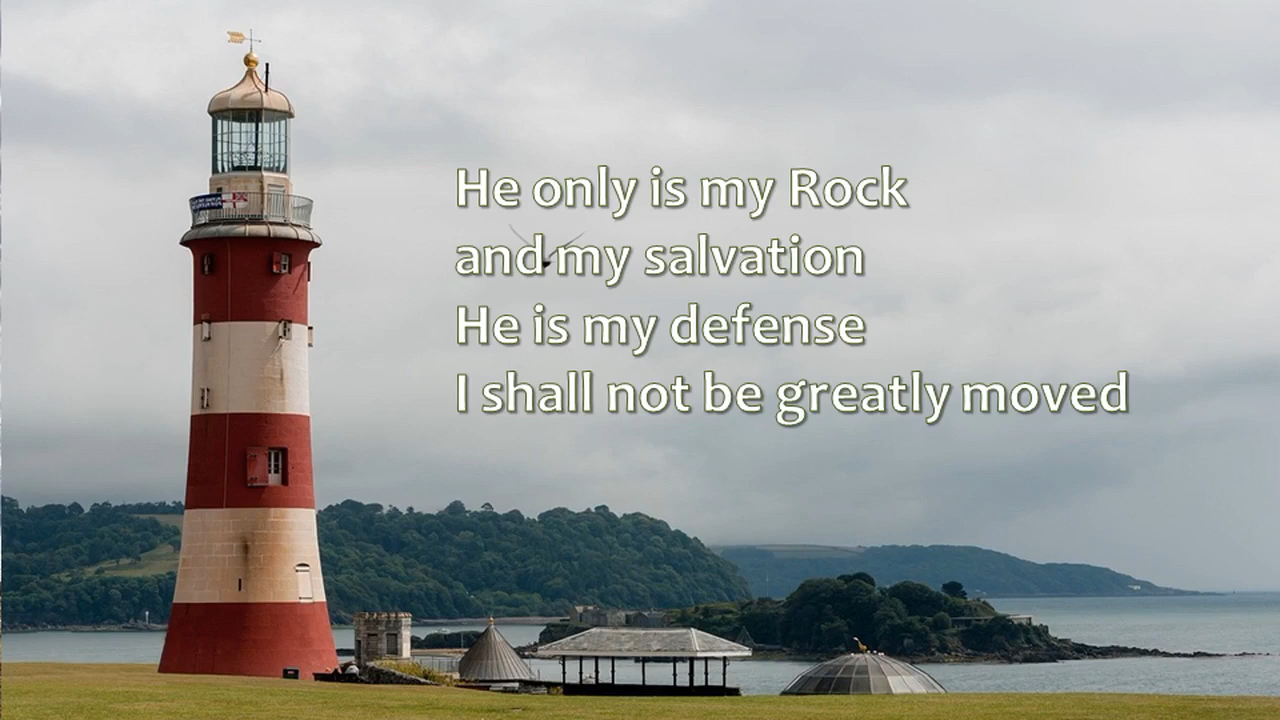 He only is my Rock
and my salvation
He is my defense
I shall not be greatly moved